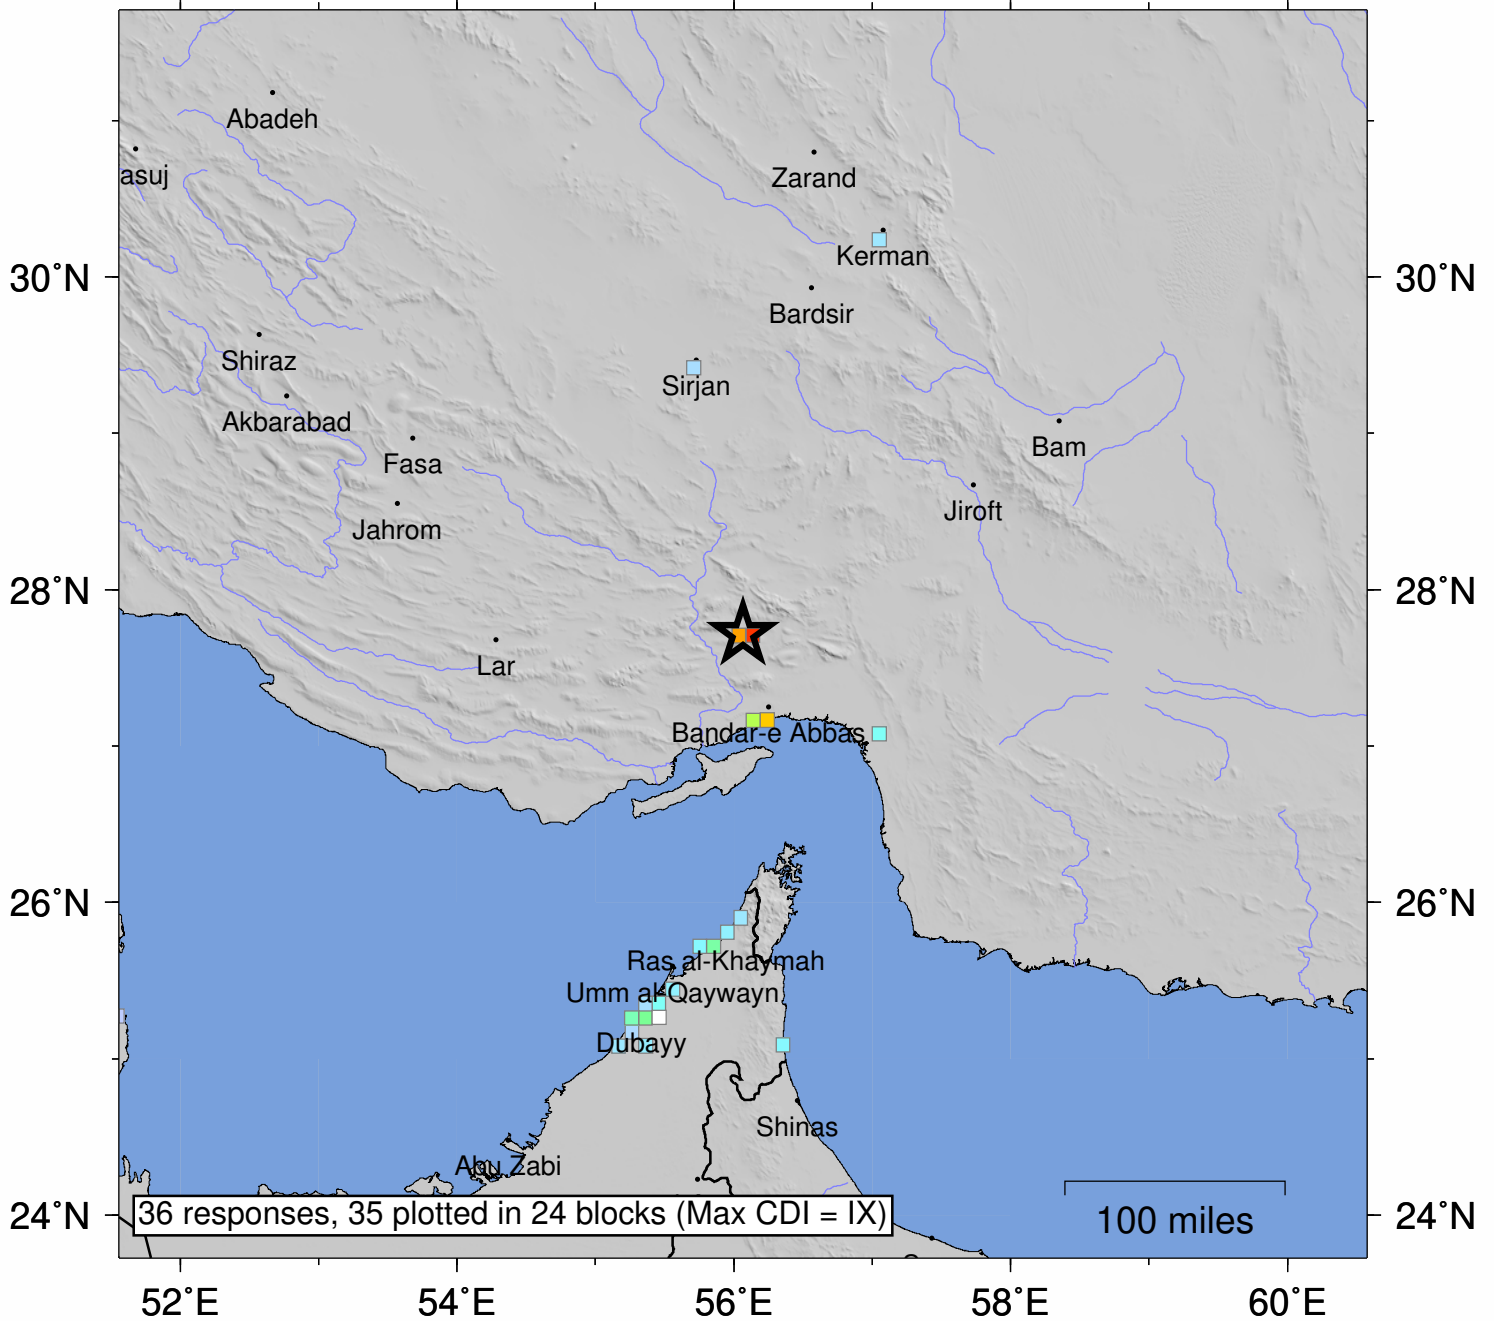 Abadeh
asuj
Zarand
Kerman
30°N
30°N
Bardsir
Shiraz
Sirjan
Akbarabad
Bam
Fasa
Jiroft
Jahrom
28°N
28°N
Lar
Bandar-e Abbas
26°N
26°N
Ras al-Khaymah
Umm al-Qaywayn
Dubayy
Shinas
Abu Zabi
36 responses, 35 plotted in 24 blocks (Max CDI = IX)
24°N
100 miles
24°N
52°E
54°E
56°E
58°E
60°E